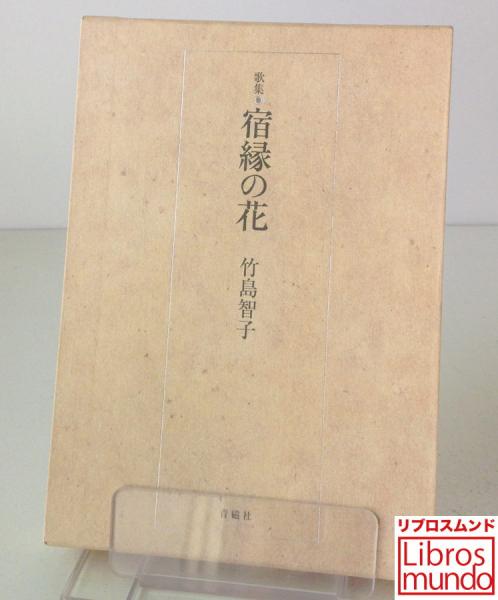 歌集
宿縁の花
竹島智子
青磁社
リブロスムンド
Libros
mundo